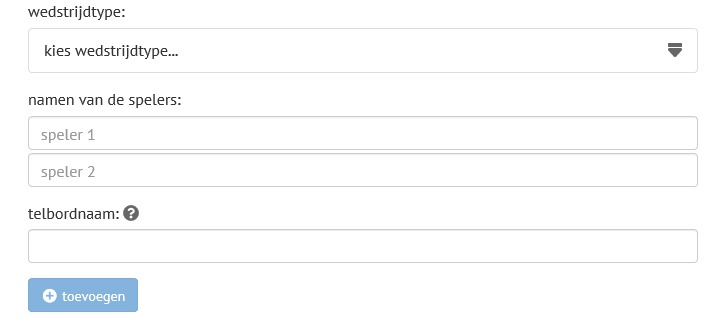 wedstrijdtype:
kies wedstrijdtype...
namen van de spelers:
speler 1
speler 2
telbordnaam:
toevoegen